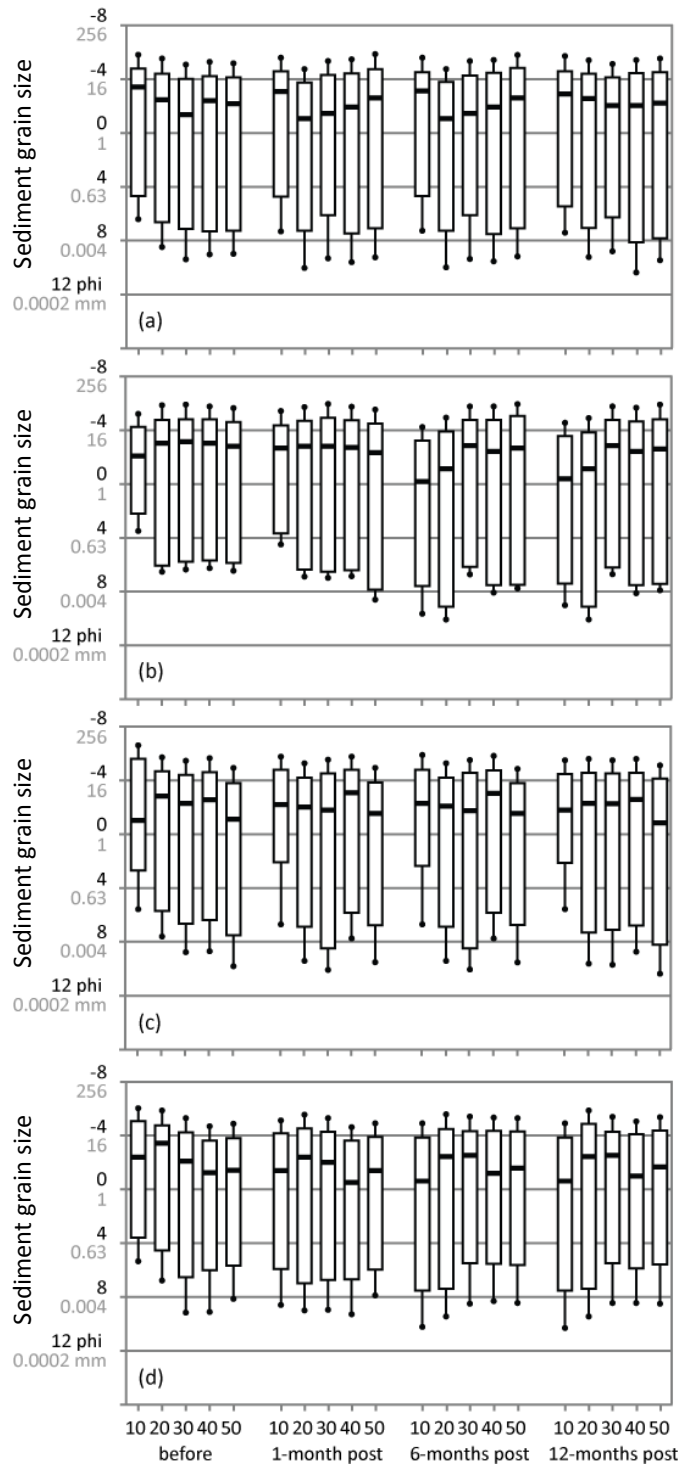 Sediment grain size
-8
256
-4
16
0
1
4
0.63
8
0.004
12 phi
0.0002 mm
(a)
Sediment grain size
-8
256
-4
16
0
1
4
0.63
8
0.004
12 phi
0.0002 mm
(b)
Sediment grain size
-8
256
-4
16
0
1
4
0.63
8
0.004
12 phi
0.0002 mm
(c)
Sediment grain size
-8
256
-4
16
0
1
4
0.63
8
0.004
12 phi
0.0002 mm
(d)
10 20 30 40 50 10 20 30 40 50 10 20 30 40 50 10 20 30 40 50
before 1-month post 6-months post 12-months post